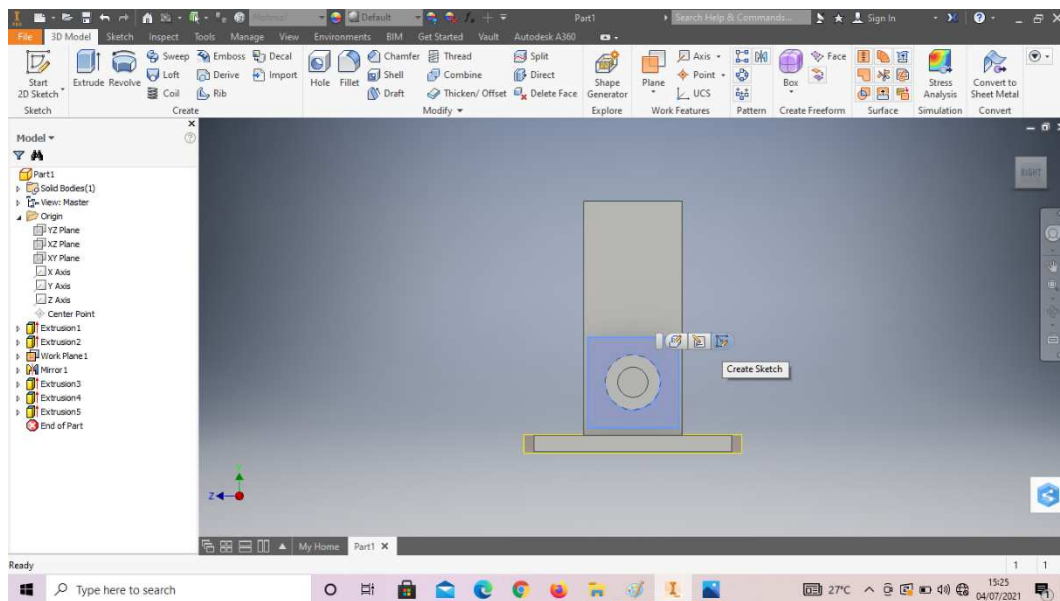 Material
Default
Part1
Search Help & Commands...
Sign In
File 3D Model Sketch Inspect Tools Manage View Environments BIM Get Started Vault Autodesk A360
Start 2D Sketch
Extrude
Revolve
Sweep
Loft
Coil
Emboss
Derive
Rib
Decal
Import
Hole
Fillet
Chamfer
Shell
Draft
Thread
Combine
Thicken/ Offset
Split
Direct
Delete Face
Shape Generator
Plane
Axis
Point
UCS
Box
Face
Stress Analysis
Convert to Sheet Metal
Sketch Create Modify Explore Work Features Pattern Create Freeform Surface Simulation Convert
Model
Part1
Solid Bodies(1)
View: Master
Origin
YZ Plane
XZ Plane
XY Plane
X Axis
Y Axis
Z Axis
Center Point
Extrusion1
Extrusion2
Work Plane1
Mirror1
Extrusion3
Extrusion4
Extrusion5
End of Part
RIGHT
Create Sketch
Y
Z
My Home Part1
Ready
1 1
Type here to search
27°C
15:25
04/07/2021